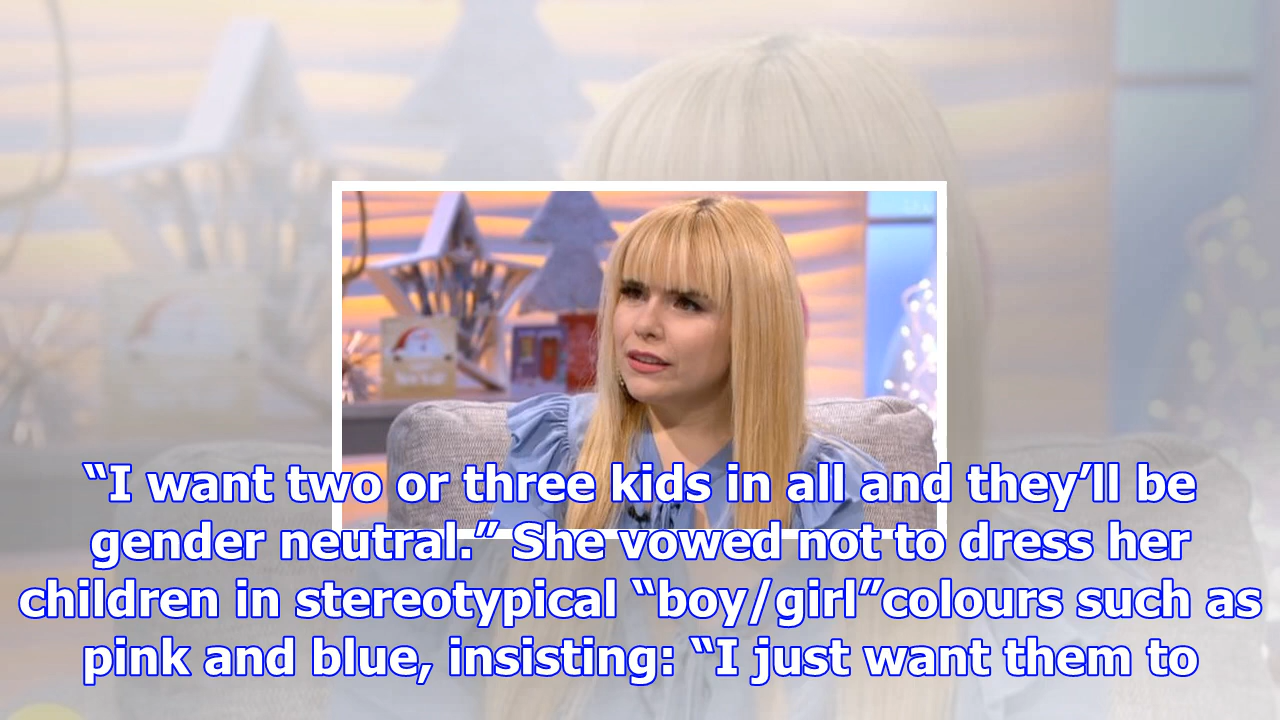 “I want two or three kids in all and they’ll be
gender neutral.” She vowed not to dress her
children in stereotypical “boy/girl”colours such as
pink and blue, insisting: “I just want them to